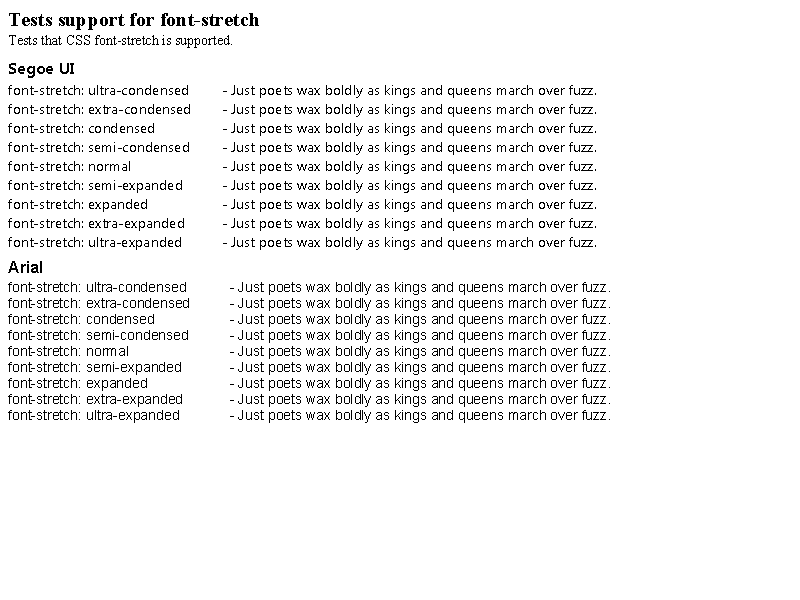 Tests support for font-stretch
Tests that CSS font-stretch is supported.
Segoe UI
font-stretch: ultra-condensed - Just poets wax boldly as kings and queens march over fuzz.
font-stretch: extra-condensed - Just poets wax boldly as kings and queens march over fuzz.
font-stretch: condensed - Just poets wax boldly as kings and queens march over fuzz.
font-stretch: semi-condensed - Just poets wax boldly as kings and queens march over fuzz.
font-stretch: normal - Just poets wax boldly as kings and queens march over fuzz.
font-stretch: semi-expanded - Just poets wax boldly as kings and queens march over fuzz.
font-stretch: expanded - Just poets wax boldly as kings and queens march over fuzz.
font-stretch: extra-expanded - Just poets wax boldly as kings and queens march over fuzz.
font-stretch: ultra-expanded - Just poets wax boldly as kings and queens march over fuzz.
Arial
font-stretch: ultra-condensed - Just poets wax boldly as kings and queens march over fuzz.
font-stretch: extra-condensed - Just poets wax boldly as kings and queens march over fuzz.
font-stretch: condensed - Just poets wax boldly as kings and queens march over fuzz.
font-stretch: semi-condensed - Just poets wax boldly as kings and queens march over fuzz.
font-stretch: normal - Just poets wax boldly as kings and queens march over fuzz.
font-stretch: semi-expanded - Just poets wax boldly as kings and queens march over fuzz.
font-stretch: expanded - Just poets wax boldly as kings and queens march over fuzz.
font-stretch: extra-expanded - Just poets wax boldly as kings and queens march over fuzz.
font-stretch: ultra-expanded - Just poets wax boldly as kings and queens march over fuzz.